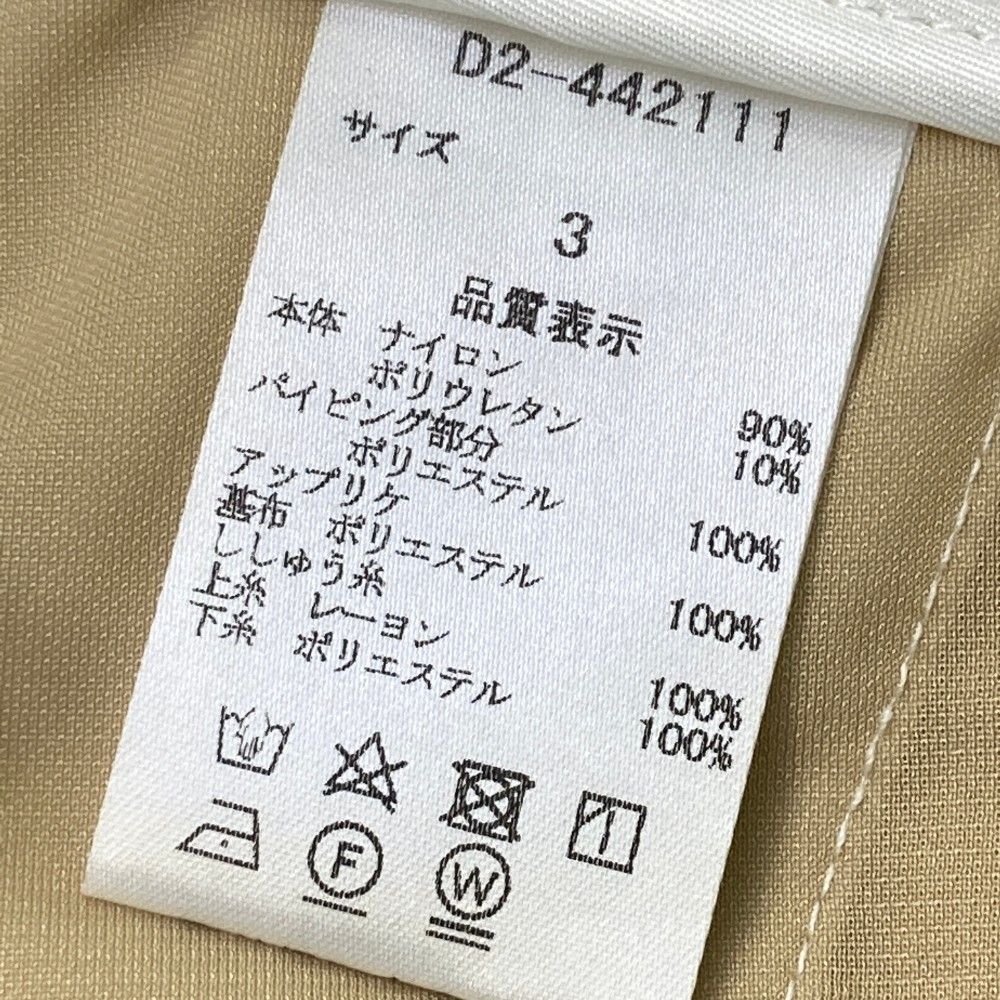 D2-442111
サイズ
3
品質表示
本体 ナイロン 90%
ポリウレタン 10%
パイピング部分
ポリエステル 100%
アップリケ
基布 ポリエステル 100%
ししゅう糸
上糸 レーヨン 100%
下糸 ポリエステル 100%
F
W